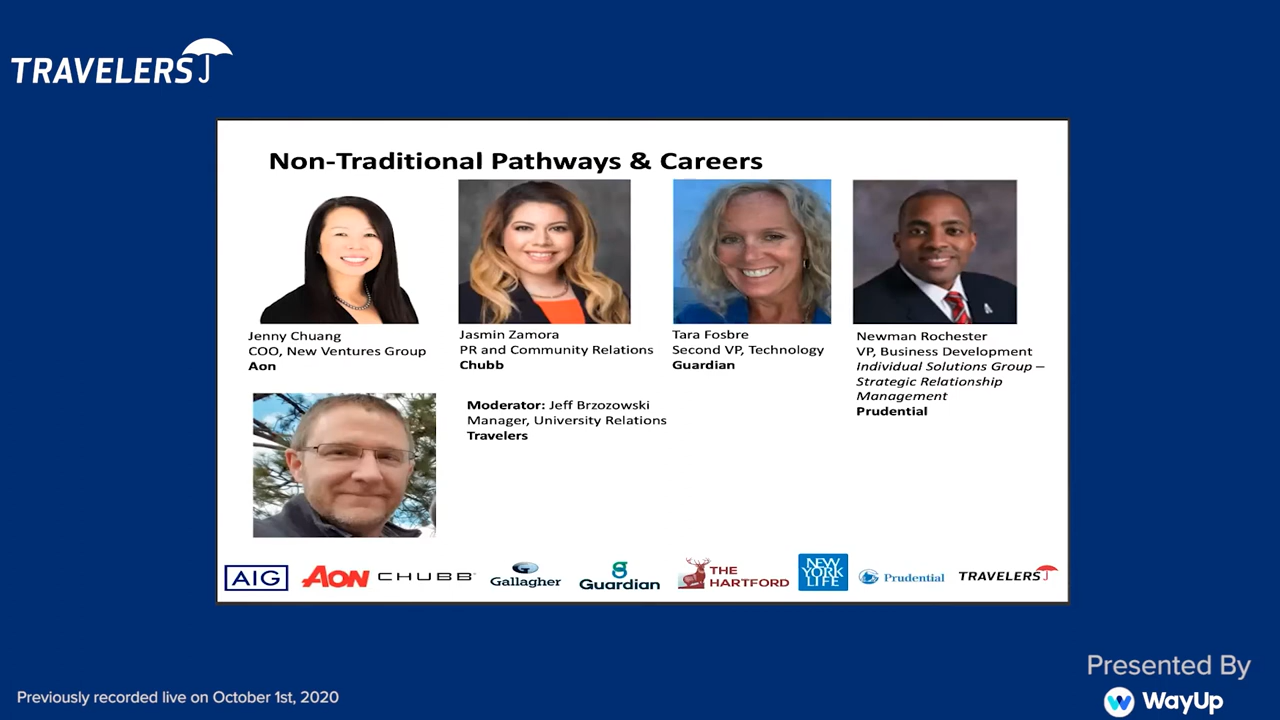 TRAVELERS
Non-Traditional Pathways & Careers
Jenny Chuang
COO, New Ventures Group
Aon
Jasmin Zamora
PR and Community Relations
Chubb
Tara Fosbre
Second VP, Technology
Guardian
Newman Rochester
VP, Business Development
Individual Solutions Group –
Strategic Relationship
Management
Prudential
Moderator: Jeff Brzozowski
Manager, University Relations
Travelers
AIG
AON
CHUBB
Gallagher
Guardian
THE
HARTFORD
NEW
YORK
LIFE
Prudential
TRAVELERS
Presented By
WayUp
Previously recorded live on October 1st, 2020